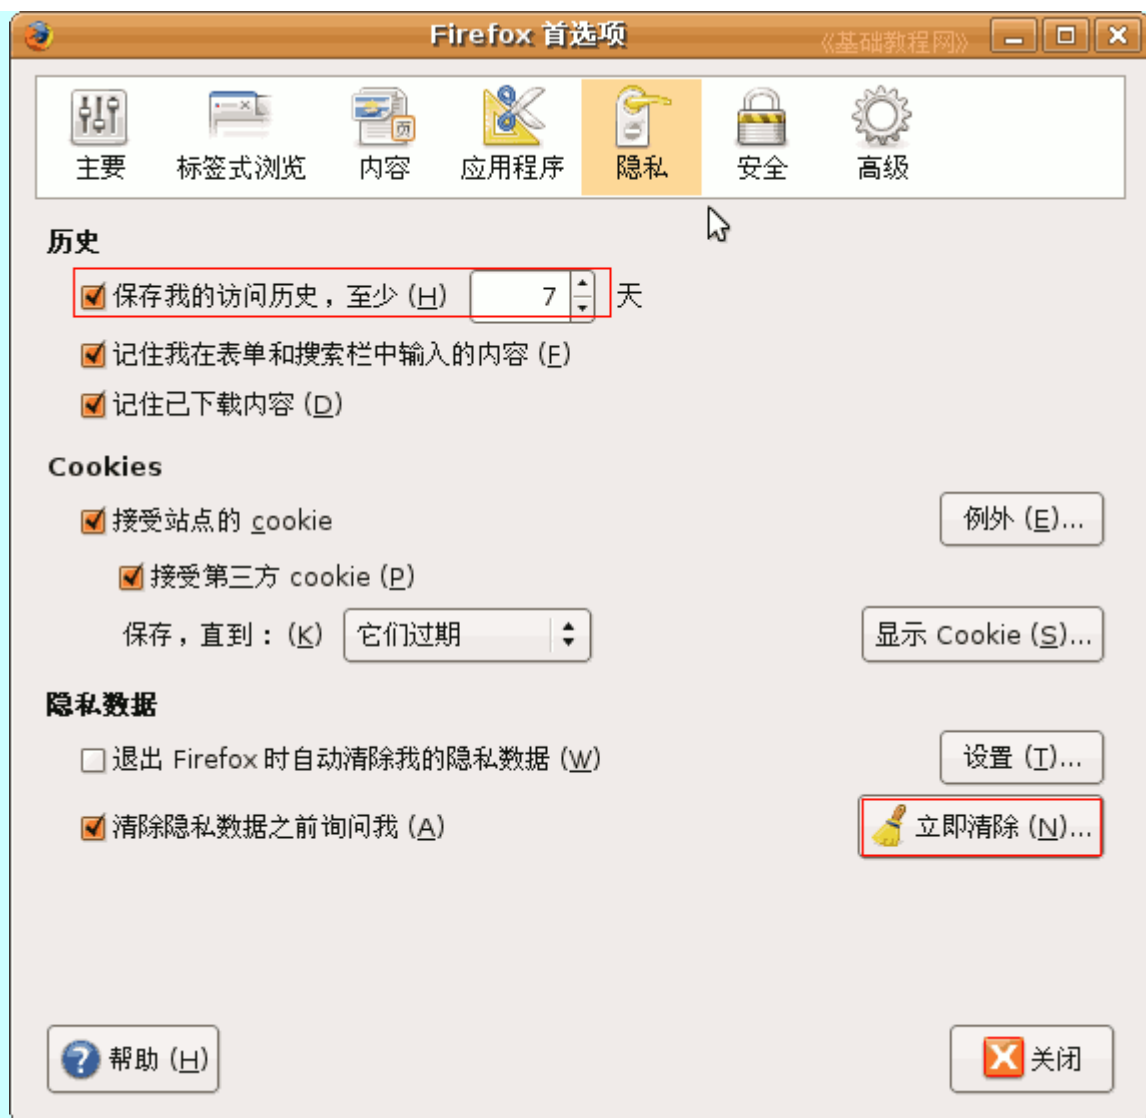 Firefox 首选项
《基础教程网》
主要 标签式浏览 内容 应用程序 隐私 安全 高级
页
历史
保存我的访问历史，至少 (H) 7 天
记住我在表单和搜索栏中输入的内容 (F)
记住已下载内容 (D)
Cookies
接受站点的 cookie 例外 (E)...
接受第三方 cookie (P)
保存，直到：(K) 它们过期 显示 Cookie (S)...
隐私数据
退出 Firefox 时自动清除我的隐私数据 (W) 设置 (T)...
清除隐私数据之前询问我 (A) 立即清除 (N)...
帮助 (H) 关闭